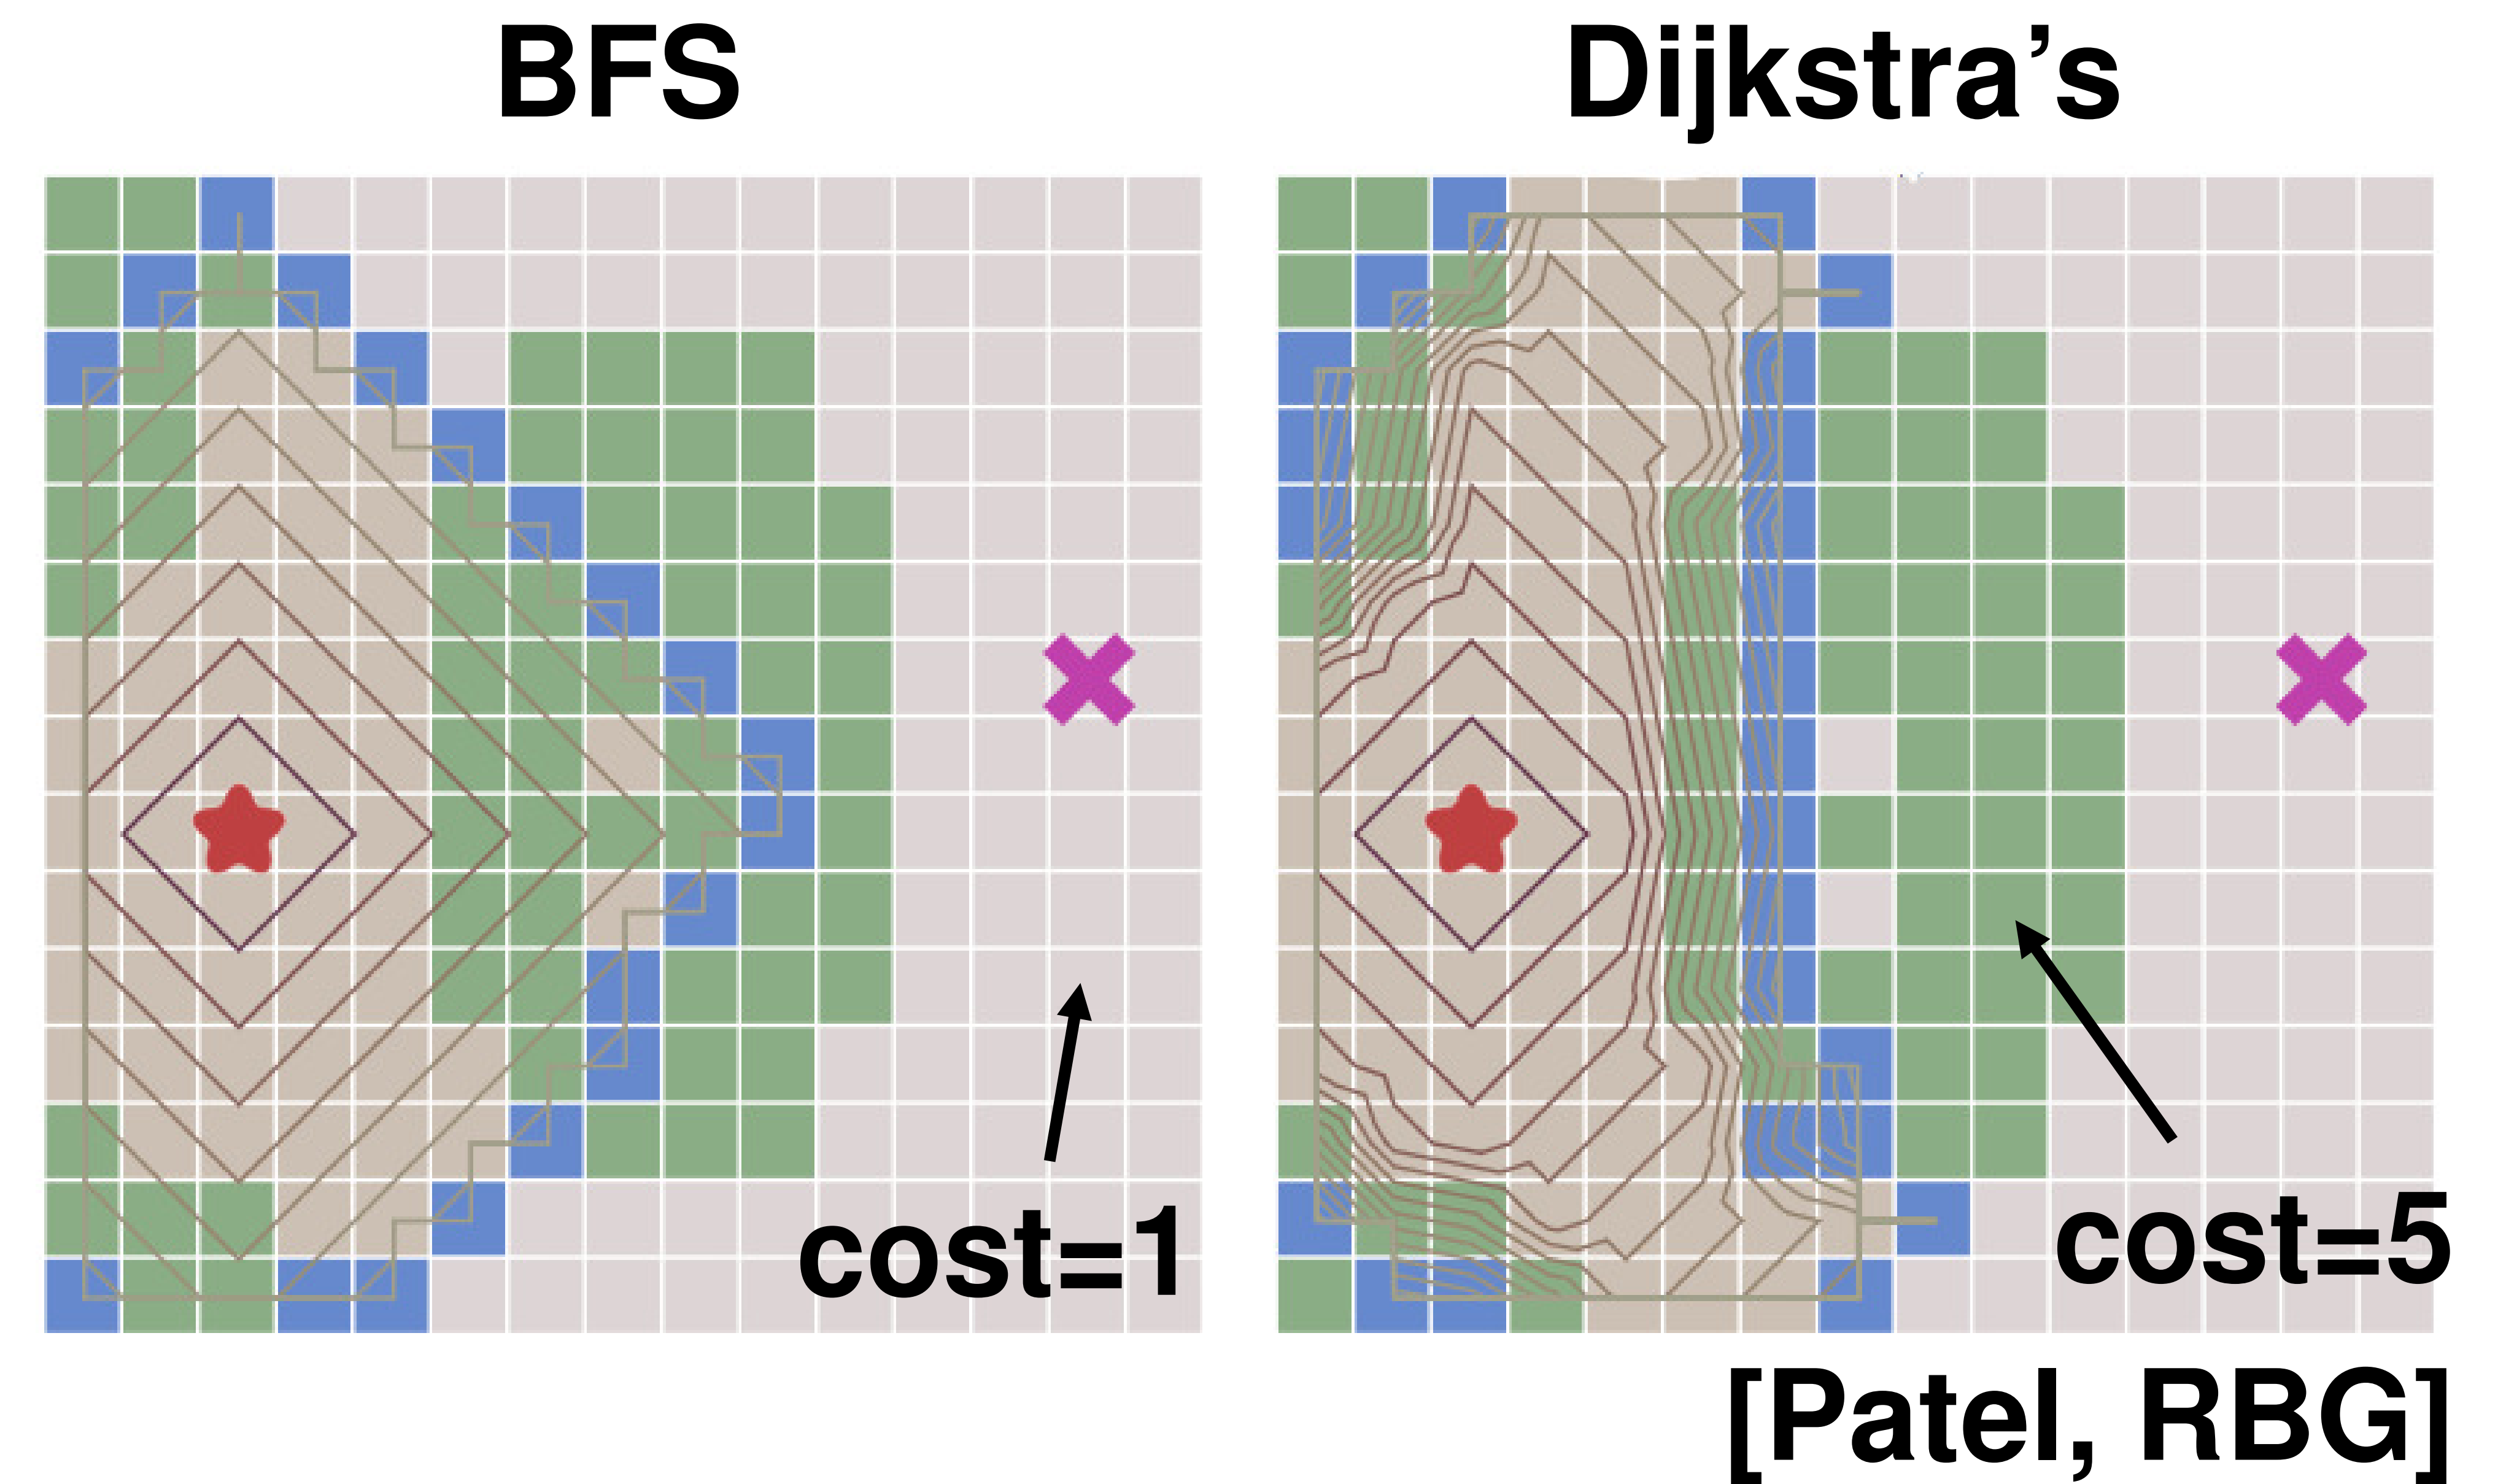 BFS
Dijkstra’s
cost=1
cost=5
[Patel, RBG]